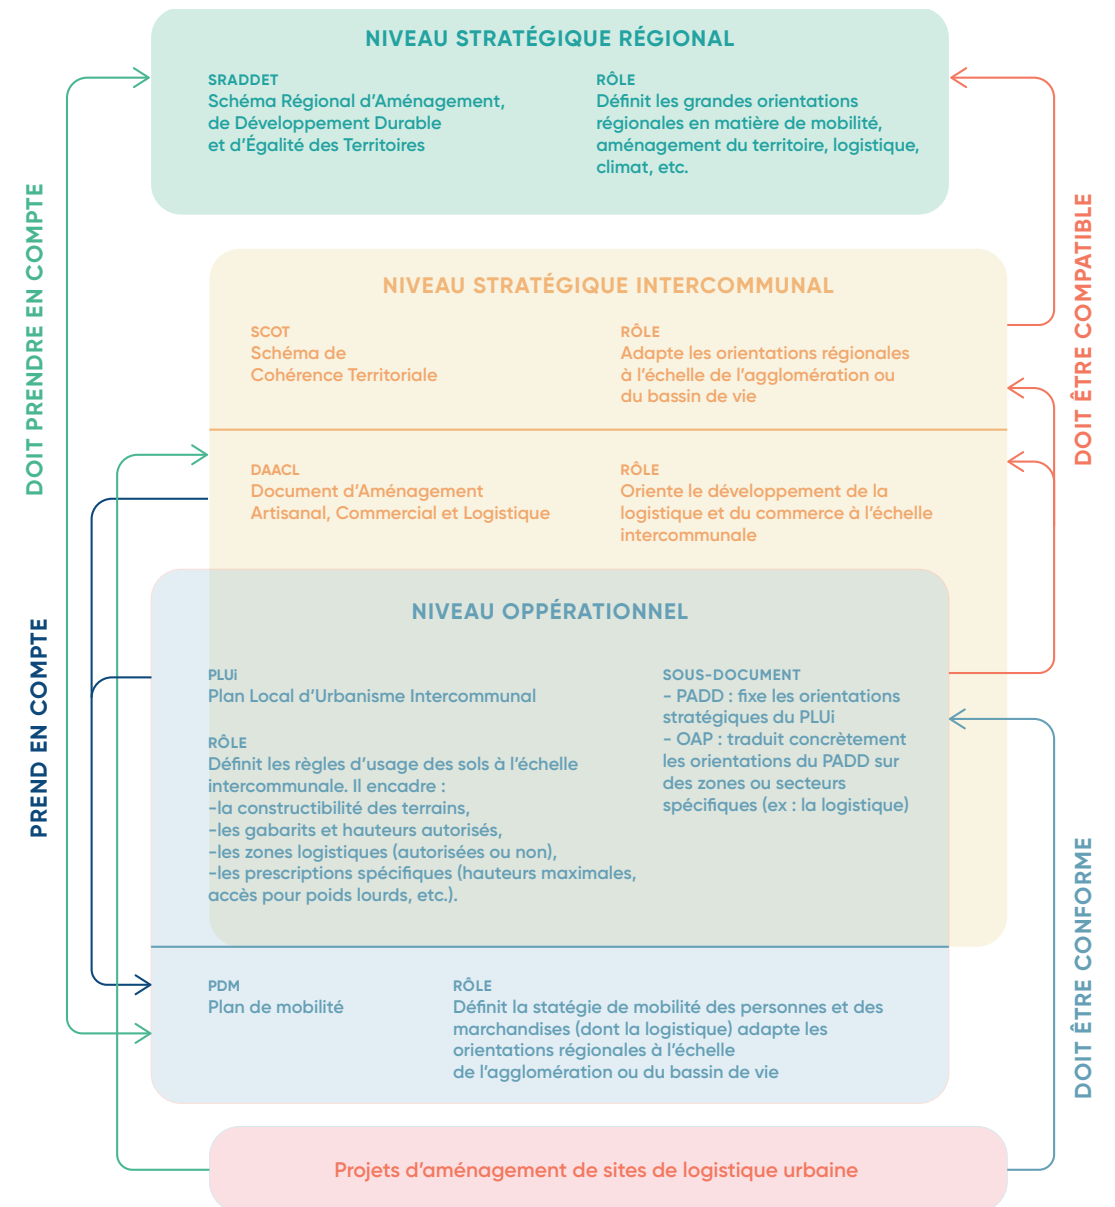 NIVEAU STRATÉGIQUE RÉGIONAL
SRADDET
Schéma Régional d'Aménagement,
de Développement Durable
et d'Égalité des Territoires
RÔLE
Définit les grandes orientations
régionales en matière de mobilité,
aménagement du territoire, logistique,
climat, etc.
DOIT PRENDRE EN COMPTE
DOIT ÊTRE COMPATIBLE
NIVEAU STRATÉGIQUE INTERCOMMUNAL
SCOT
Schéma de
Cohérence Territoriale
RÔLE
Adapte les orientations régionales
à l'échelle de l'agglomération ou
du bassin de vie
DAACL
Document d'Aménagement
Artisanal, Commercial et Logistique
RÔLE
Oriente le développement de la
logistique et du commerce à l'échelle
intercommunale
PREND EN COMPTE
DOIT ÊTRE CONFORME
NIVEAU OPPÉRATIONNEL
PLUi
Plan Local d'Urbanisme Intercommunal
RÔLE
Définit les règles d'usage des sols à l'échelle
intercommunale. Il encadre :
-la constructibilité des terrains,
-les gabarits et hauteurs autorisés,
-les zones logistiques (autorisées ou non),
-les prescriptions spécifiques (hauteurs maximales,
accès pour poids lourds, etc.).
SOUS-DOCUMENT
- PADD : fixe les orientations
stratégiques du PLUi
- OAP : traduit concrètement
les orientations du PADD sur
des zones ou secteurs
spécifiques (ex : la logistique)
PDM
Plan de mobilité
RÔLE
Définit la statégie de mobilité des personnes et des
marchandises (dont la logistique) adapte les
orientations régionales à l'échelle
de l'agglomération ou du bassin de vie
Projets d'aménagement de sites de logistique urbaine